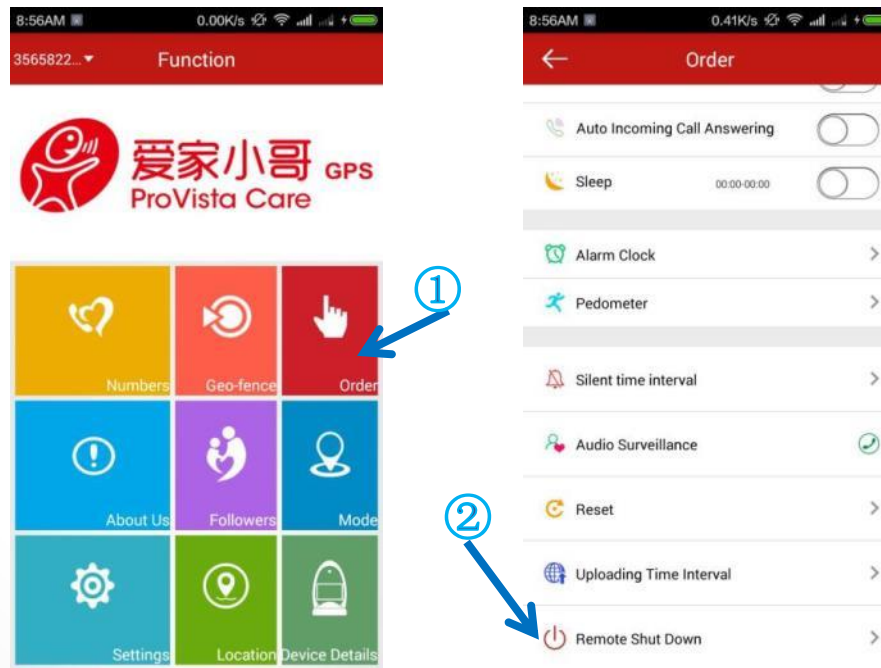 8:56AM 0.00K/s
3565822... Function
爱家小哥 GPS
ProVista Care
①
Numbers Geo-fence Order
About Us Followers Mode
Settings Location Device Details
8:56AM 0.41K/s
Order
Auto Incoming Call Answering
Sleep 00:00-00:00
Alarm Clock
Pedometer
Silent time interval
Audio Surveillance
②
Reset
Uploading Time Interval
Remote Shut Down